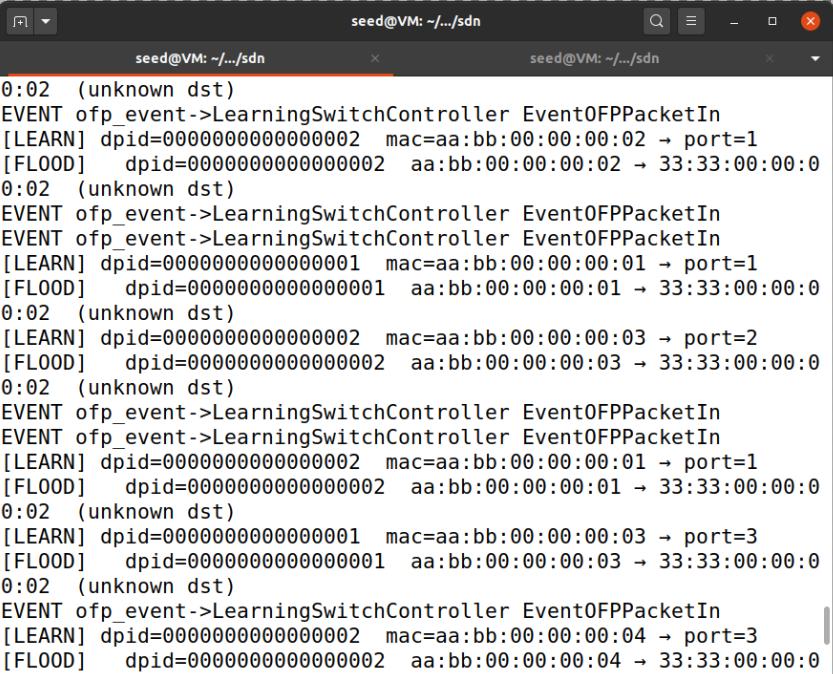 seed@VM: ~/.../sdn
seed@VM: ~/.../sdn
seed@VM: ~/.../sdn
0:02  (unknown dst)
EVENT ofp_event->LearningSwitchController EventOFPPacketIn
[LEARN] dpid=0000000000000002  mac=aa:bb:00:00:00:02 → port=1
[FLOOD]   dpid=0000000000000002  aa:bb:00:00:00:02 → 33:33:00:00:0
0:02  (unknown dst)
EVENT ofp_event->LearningSwitchController EventOFPPacketIn
EVENT ofp_event->LearningSwitchController EventOFPPacketIn
[LEARN] dpid=0000000000000001  mac=aa:bb:00:00:00:01 → port=1
[FLOOD]   dpid=0000000000000001  aa:bb:00:00:00:01 → 33:33:00:00:0
0:02  (unknown dst)
[LEARN] dpid=0000000000000002  mac=aa:bb:00:00:00:03 → port=2
[FLOOD]   dpid=0000000000000002  aa:bb:00:00:00:03 → 33:33:00:00:0
0:02  (unknown dst)
EVENT ofp_event->LearningSwitchController EventOFPPacketIn
EVENT ofp_event->LearningSwitchController EventOFPPacketIn
[LEARN] dpid=0000000000000002  mac=aa:bb:00:00:00:01 → port=1
[FLOOD]   dpid=0000000000000002  aa:bb:00:00:00:01 → 33:33:00:00:0
0:02  (unknown dst)
[LEARN] dpid=0000000000000001  mac=aa:bb:00:00:00:03 → port=3
[FLOOD]   dpid=0000000000000001  aa:bb:00:00:00:03 → 33:33:00:00:0
0:02  (unknown dst)
EVENT ofp_event->LearningSwitchController EventOFPPacketIn
[LEARN] dpid=0000000000000002  mac=aa:bb:00:00:00:04 → port=3
[FLOOD]   dpid=0000000000000002  aa:bb:00:00:00:04 → 33:33:00:00:0